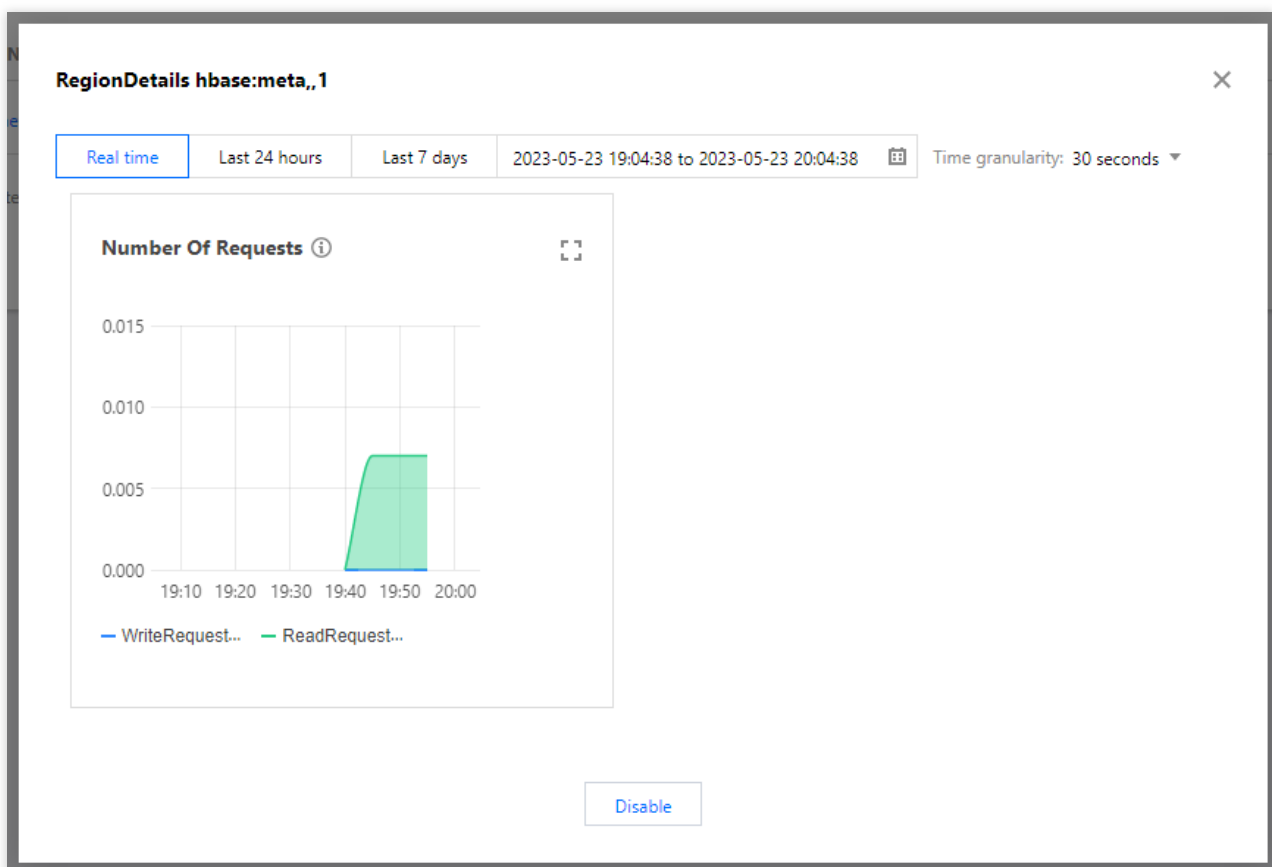 RegionDetails hbase:meta,,1
Real time Last 24 hours Last 7 days 2023-05-23 19:04:38 to 2023-05-23 20:04:38 Time granularity: 30 seconds
Number Of Requests
0.015
0.010
0.005
0.000
19:10 19:20 19:30 19:40 19:50 20:00
WriteRequest... ReadRequest...
Disable